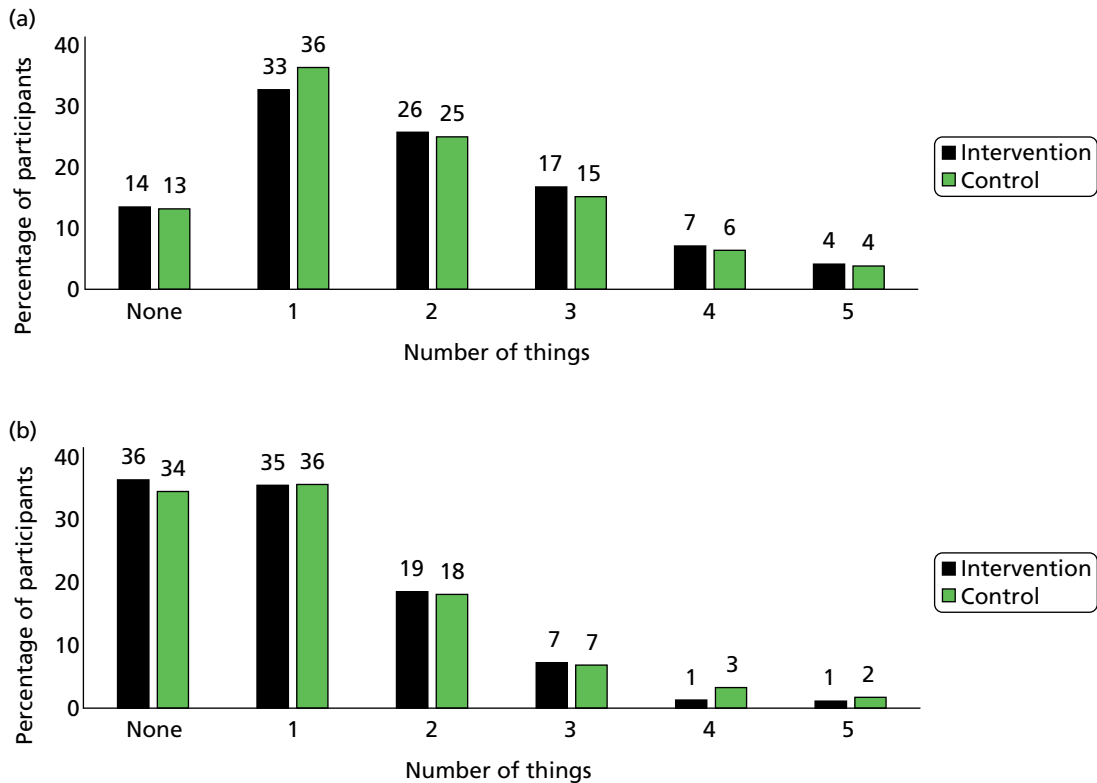 (a)
Percentage of participants
40
30
20
10
0
14 13
33 36
26 25
17 15
7 6
4 4
None 1 2 3 4 5
Number of things
Intervention
Control
(b)
Percentage of participants
40
30
20
10
0
36 34
35 36
19 18
7 7
1 3
1 2
None 1 2 3 4 5
Number of things
Intervention
Control